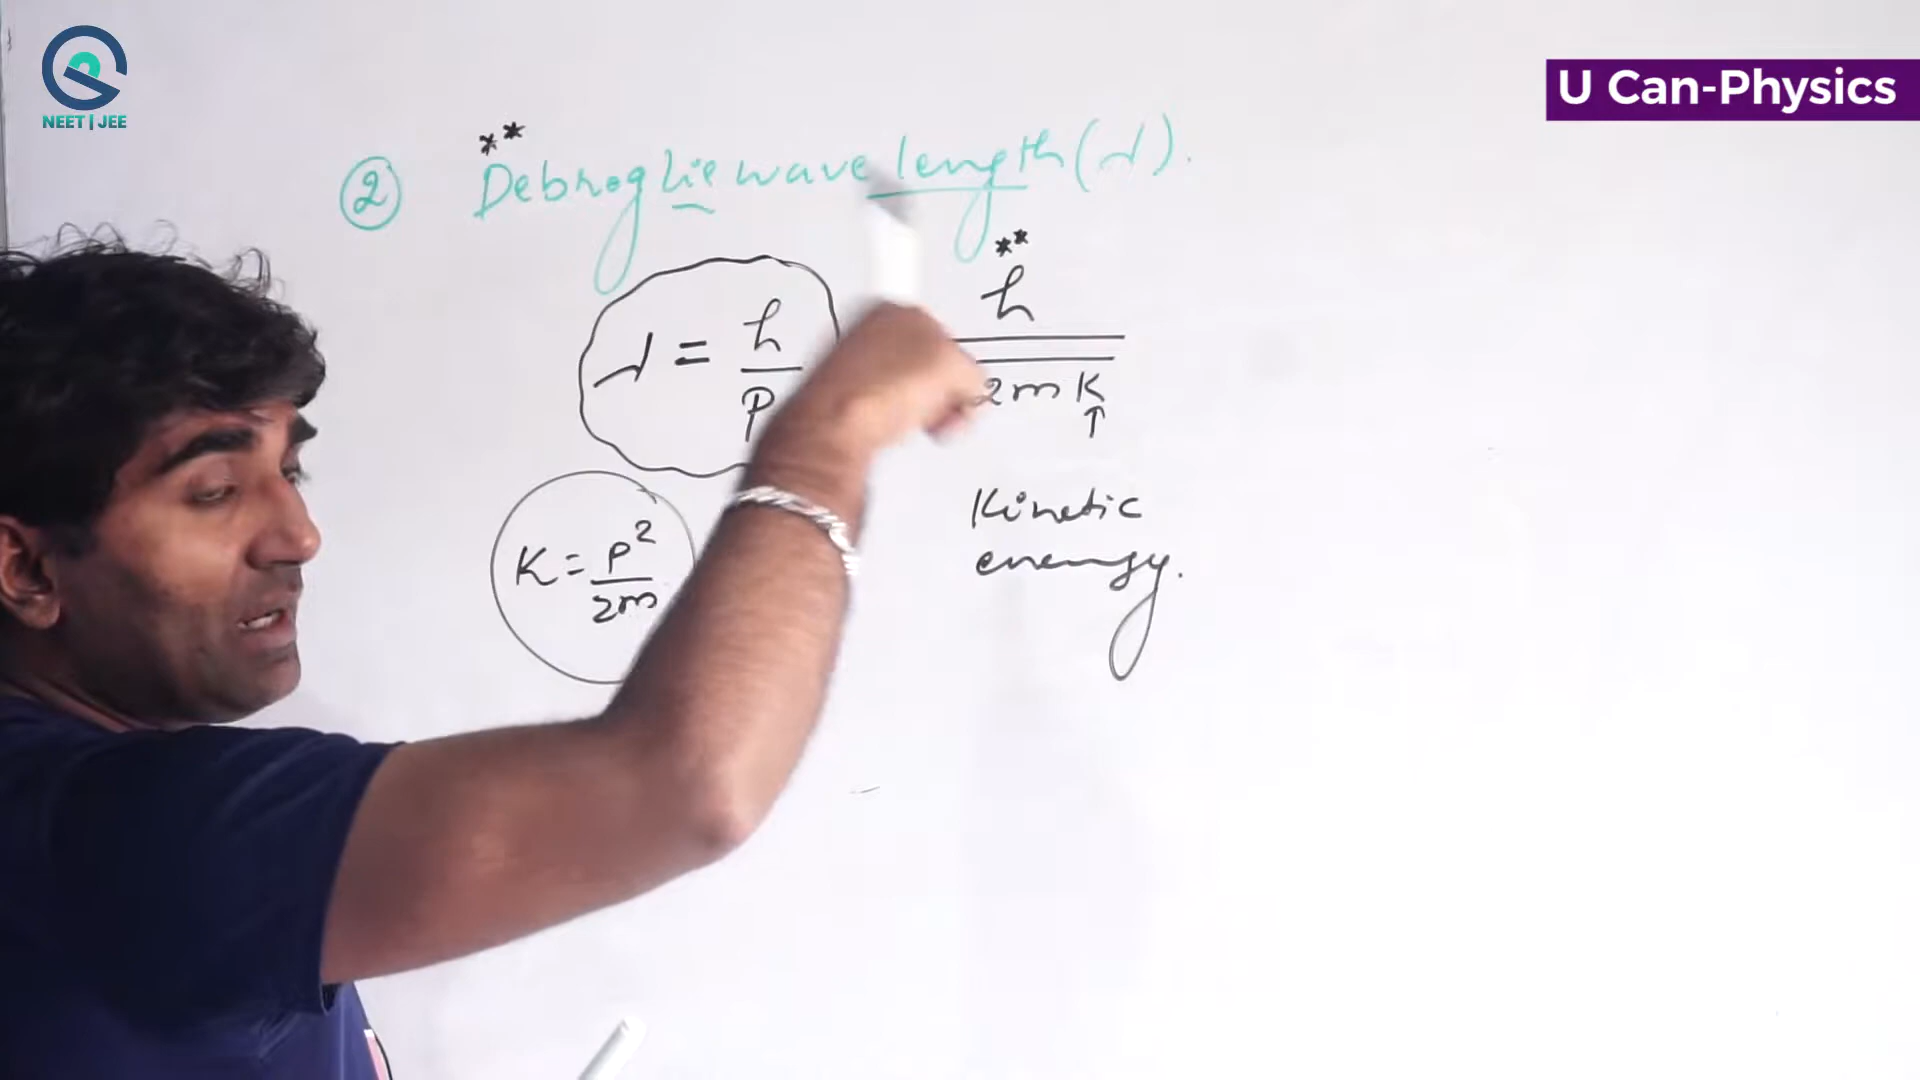 NEET | JEE
U Can-Physics
**
② Debroglie wave length (λ).
**
λ = h/P
h
2mK
↑
K = P²/2m
Kinetic
energy.